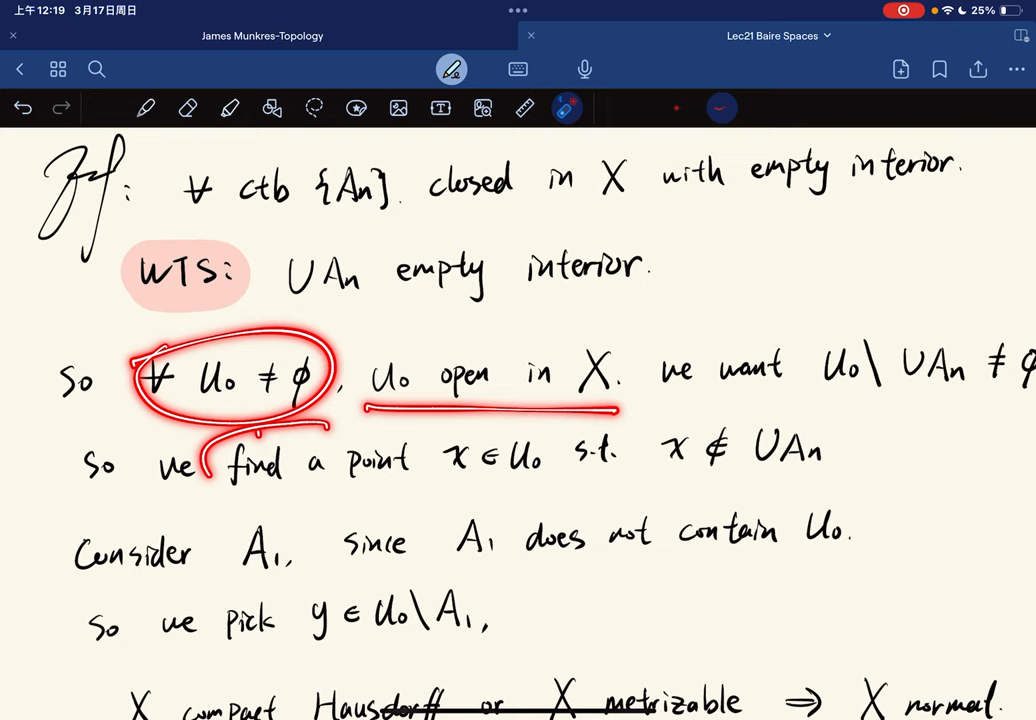 上午12:19 3月17日周日
25%
James Munkres-Topology
Lec21 Baire Spaces
Prf: ∀ ctb {An}. closed in X with empty interior.
WTS: ∪An empty interior.
So ∀ U₀ ≠ ϕ, U₀ open in X. we want U₀\ ∪An ≠ ϕ
so we find a point x ∈ U₀ s.t. x ∉ ∪An
Consider A₁, since A₁ does not contain U₀.
so we pick y ∈ U₀\A₁,
X compact Hausdorff or X metrizable ⇒ X normal.